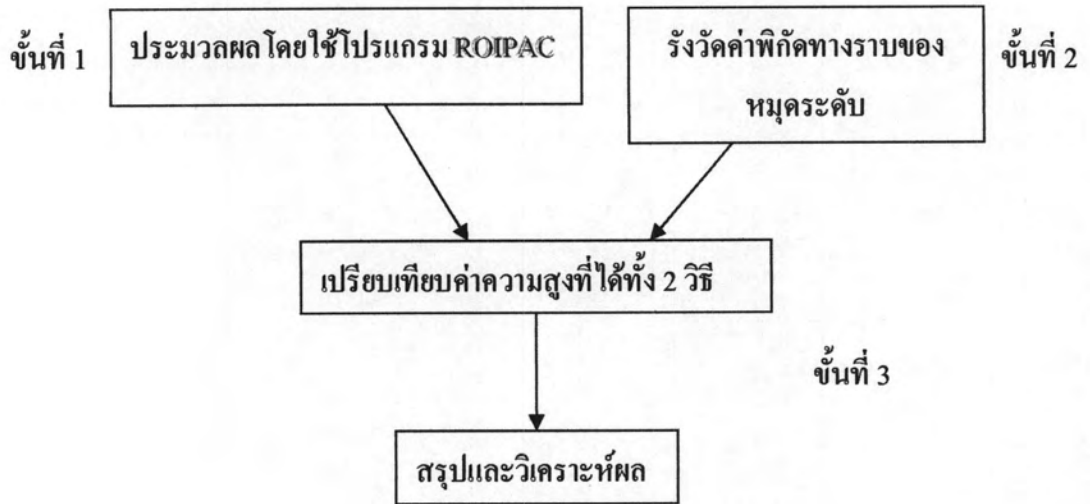 ขั้นที่ 1
ประมวลผลโดยใช้โปรแกรม ROIPAC
รังวัดค่าพิกัดทางราบของ
หมุดระดับ
ขั้นที่ 2
เปรียบเทียบค่าความสูงที่ได้ทั้ง 2 วิธี
ขั้นที่ 3
สรุปและวิเคราะห์ผล